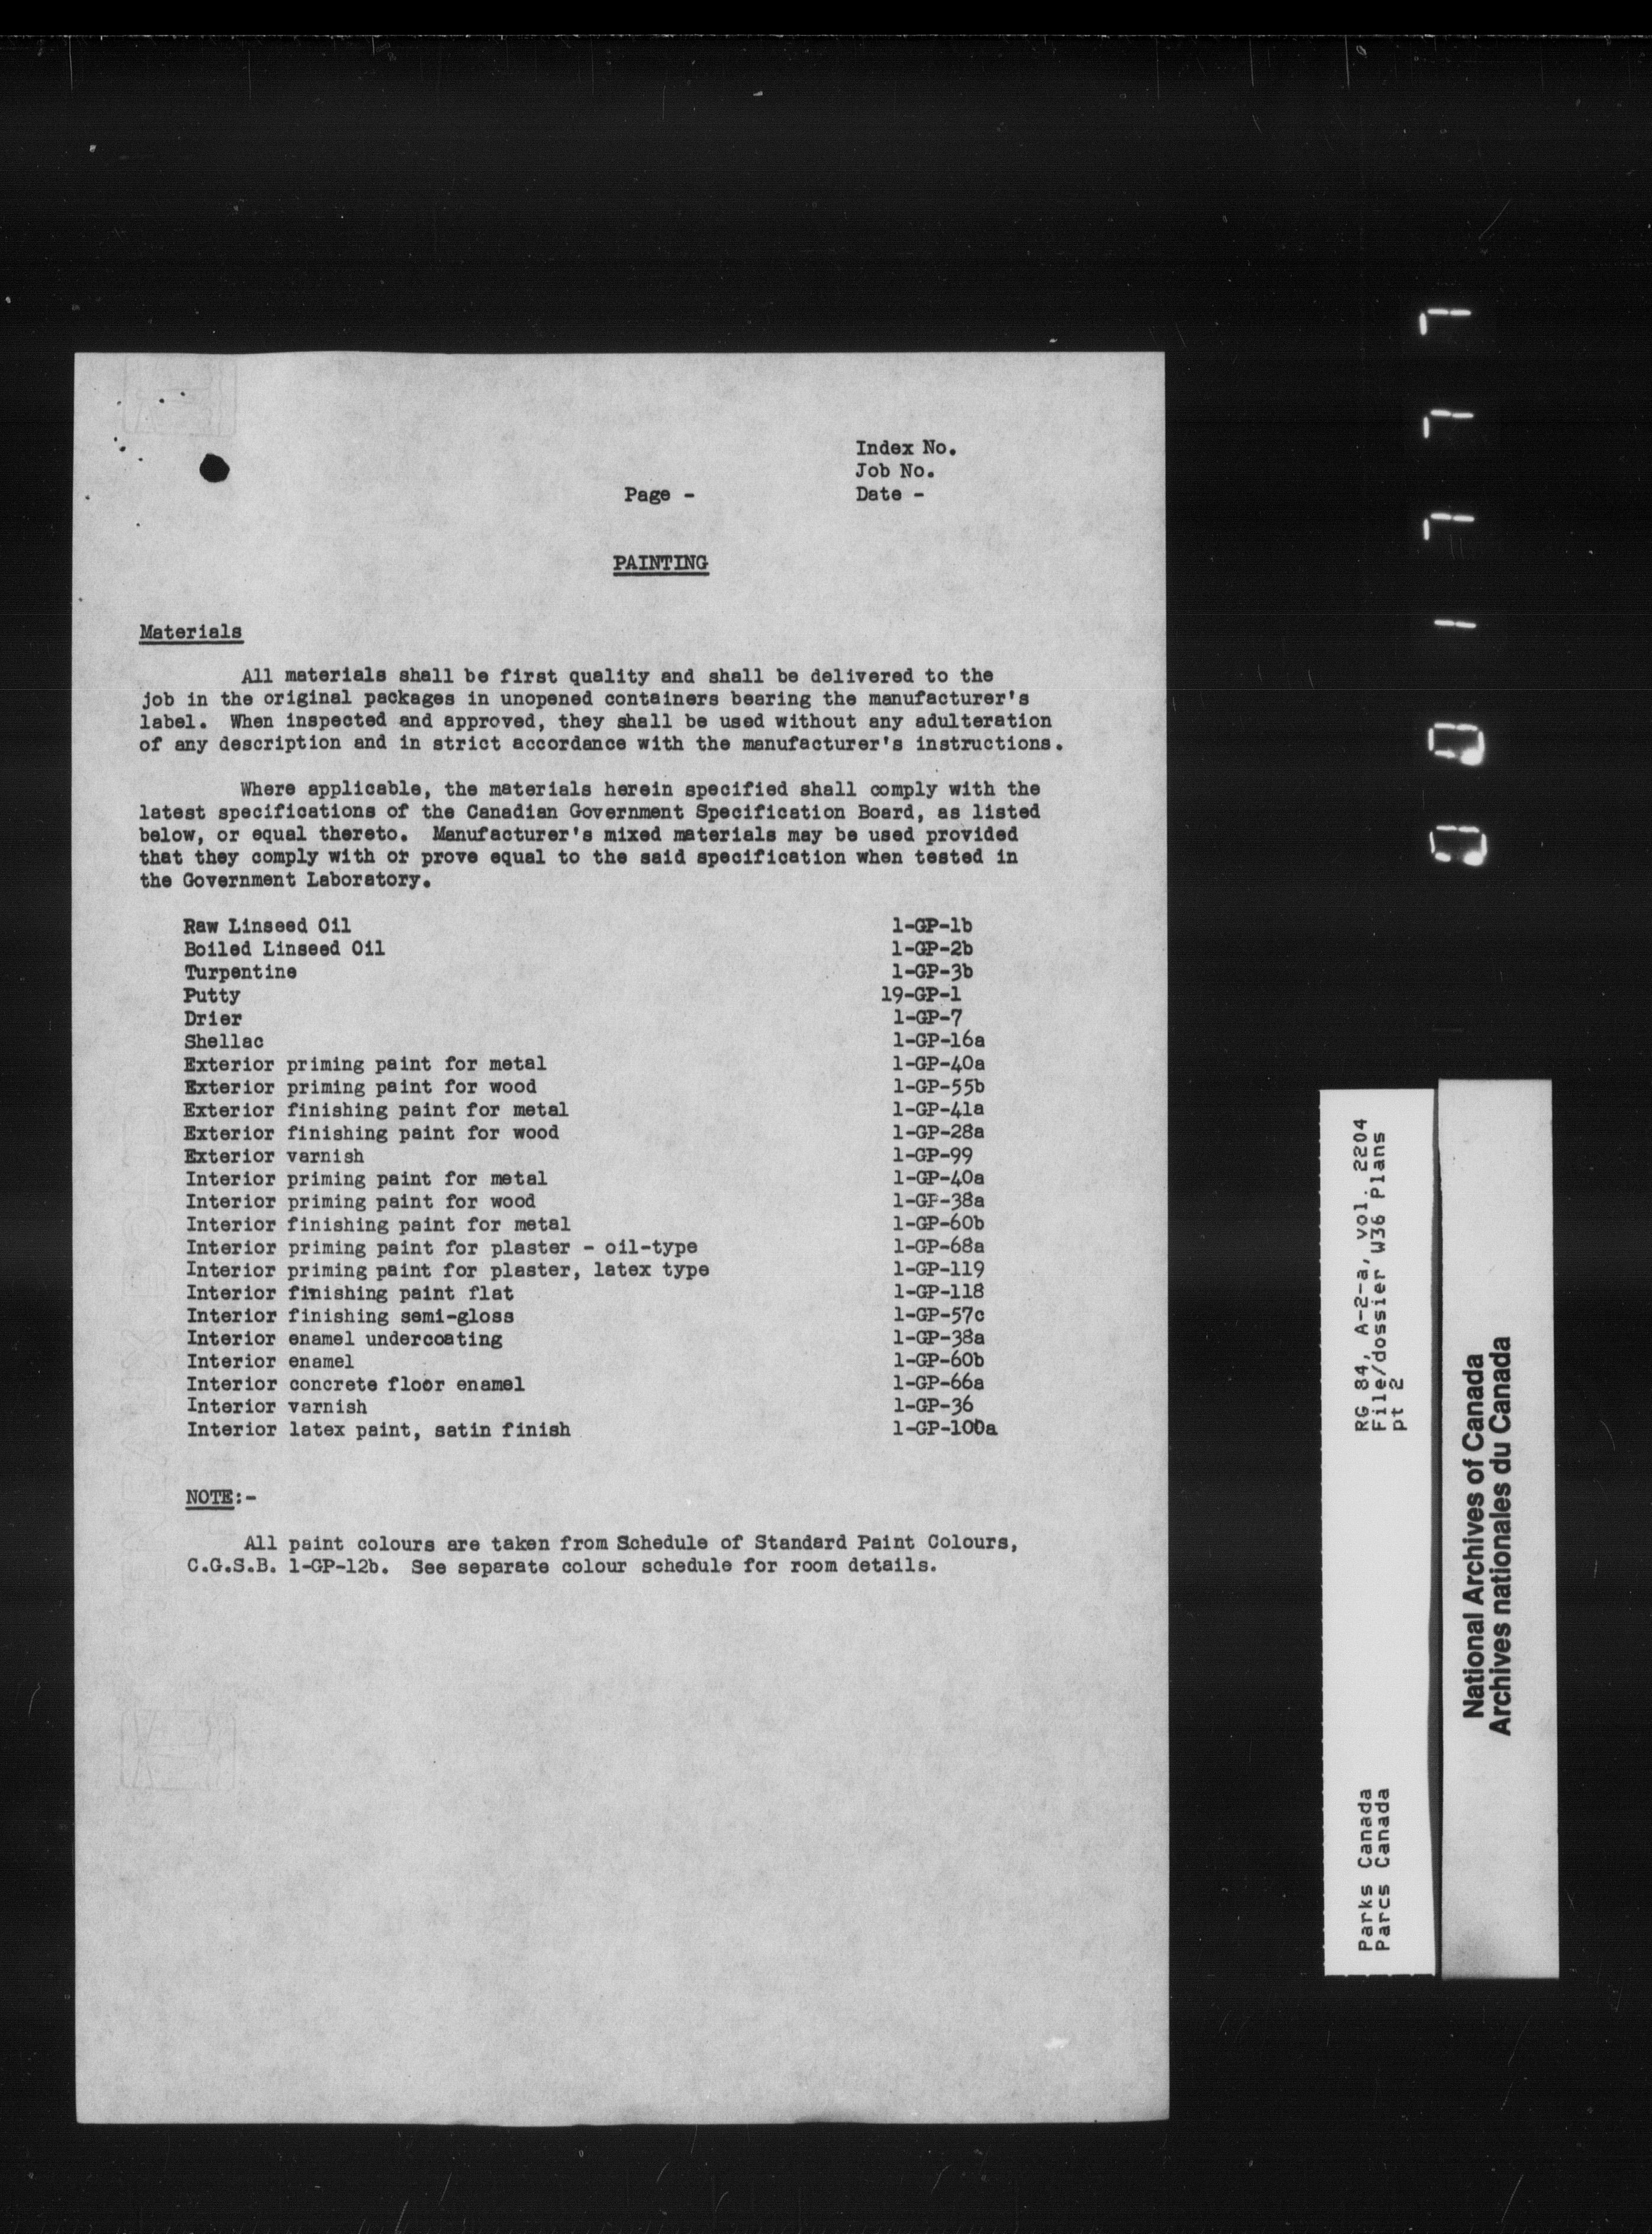 Index No.
Job No.
Page - Date -
PAINTING
Materials
All materials shall be first quality and shall be delivered to the
job in the original packages in unopened containers bearing the manufacturer's
label. When inspected and approved, they shall be used without any adulteration
of any description and in strict accordance with the manufacturer's instructions.
Where applicable, the materials herein specified shall comply with the
latest specifications of the Canadian Government Specification Board, as listed
below, or equal thereto. Manufacturer's mixed materials may be used provided
that they comply with or prove equal to the said specification when tested in
the Government Laboratory.
Raw Linseed Oil 1-GP-1b
Boiled Linseed Oil 1-GP-2b
Turpentine 1-GP-3b
Putty 19-GP-1
Drier 1-GP-7
Shellac 1-GP-16a
Exterior priming paint for metal 1-GP-40a
Exterior priming paint for wood 1-GP-55b
Exterior finishing paint for metal 1-GP-41a
Exterior finishing paint for wood 1-GP-28a
Exterior varnish 1-GP-99
Interior priming paint for metal 1-GP-40a
Interior priming paint for wood 1-GP-38a
Interior finishing paint for metal 1-GP-60b
Interior priming paint for plaster - oil-type 1-GP-68a
Interior priming paint for plaster, latex type 1-GP-119
Interior finishing paint flat 1-GP-118
Interior finishing semi-gloss 1-GP-57c
Interior enamel undercoating 1-GP-38a
Interior enamel 1-GP-60b
Interior concrete floor enamel 1-GP-66a
Interior varnish 1-GP-36
Interior latex paint, satin finish 1-GP-100a
NOTE:-
All paint colours are taken from Schedule of Standard Paint Colours,
C.G.S.B. 1-GP-12b. See separate colour schedule for room details.
Parks Canada
Parcs Canada
RG 84, A-2-a, vol. 2204
File/dossier W36 Plans
pt 2
National Archives of Canada
Archives nationales du Canada